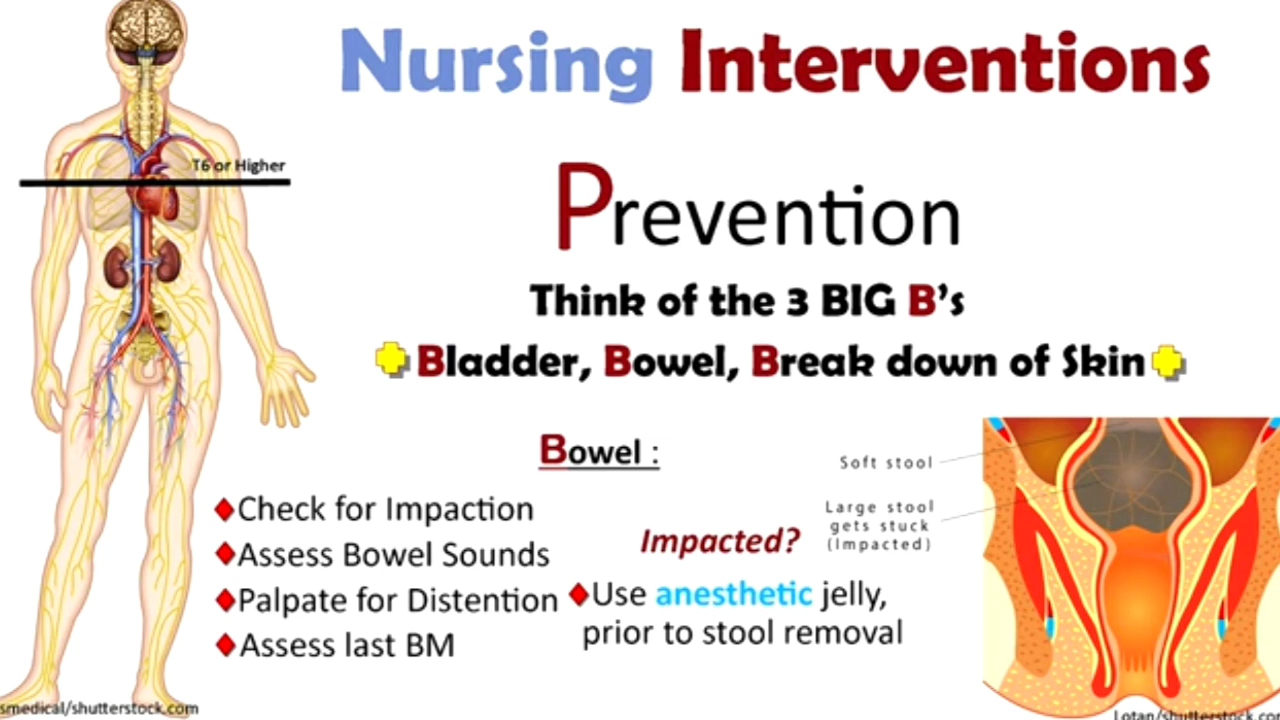 Nursing Interventions
T6 or Higher
Prevention
Think of the 3 BIG B's
Bladder, Bowel, Break down of Skin
Bowel :
Check for Impaction
Assess Bowel Sounds
Palpate for Distention
Assess last BM
Impacted?
Use anesthetic jelly,
prior to stool removal
Soft stool
Large stool
gets stuck
(Impacted)
smedical/shutterstock.com
Lotan/shutterstock.com